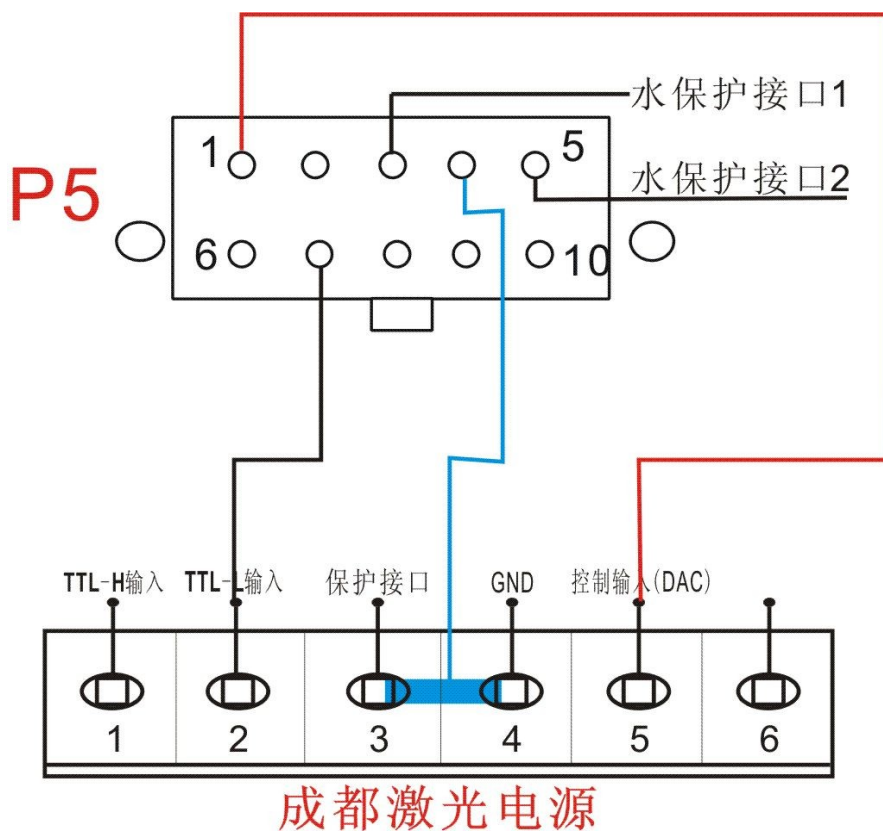 水保护接口1
1
5
P5
水保护接口2
6
10
TTL-H输入
TTL-L输入
保护接口
GND
控制输入(DAC)
1
2
3
4
5
6
成都激光电源